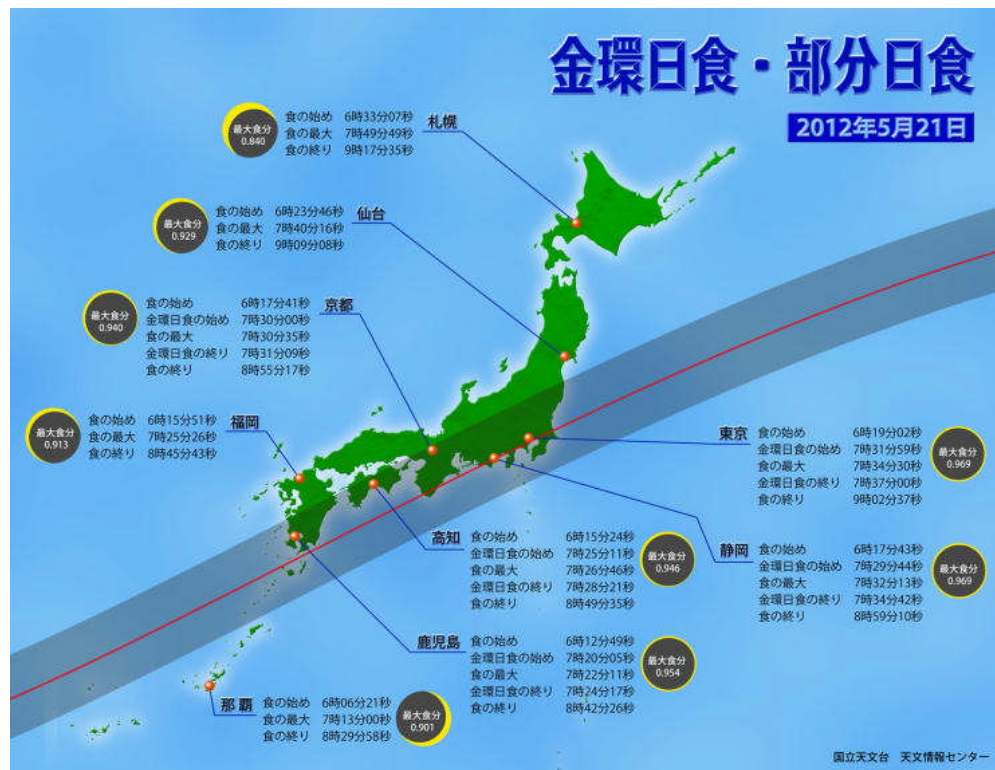 金環日食・部分日食
2012年5月21日
最大食分
0.840
食の始め 6時33分07秒
食の最大 7時49分49秒
食の終り 9時17分35秒
札幌
最大食分
0.929
食の始め 6時23分46秒
食の最大 7時40分16秒
食の終り 9時09分08秒
仙台
最大食分
0.940
食の始め 6時17分41秒
金環日食の始め 7時30分00秒
食の最大 7時30分35秒
金環日食の終り 7時31分09秒
食の終り 8時55分17秒
京都
最大食分
0.913
食の始め 6時15分51秒
食の最大 7時25分26秒
食の終り 8時45分43秒
福岡
東京
食の始め 6時19分02秒
金環日食の始め 7時31分59秒
食の最大 7時34分30秒
金環日食の終り 7時37分00秒
食の終り 9時02分37秒
最大食分
0.969
高知
食の始め 6時15分24秒
金環日食の始め 7時25分11秒
食の最大 7時26分46秒
金環日食の終り 7時28分21秒
食の終り 8時49分35秒
最大食分
0.946
静岡
食の始め 6時17分43秒
金環日食の始め 7時29分44秒
食の最大 7時32分13秒
金環日食の終り 7時34分42秒
食の終り 8時59分10秒
最大食分
0.969
鹿児島
食の始め 6時12分49秒
金環日食の始め 7時20分05秒
食の最大 7時22分11秒
金環日食の終り 7時24分17秒
食の終り 8時42分26秒
最大食分
0.954
那覇
食の始め 6時06分21秒
食の最大 7時13分00秒
食の終り 8時29分58秒
最大食分
0.901
国立天文台 天文情報センター